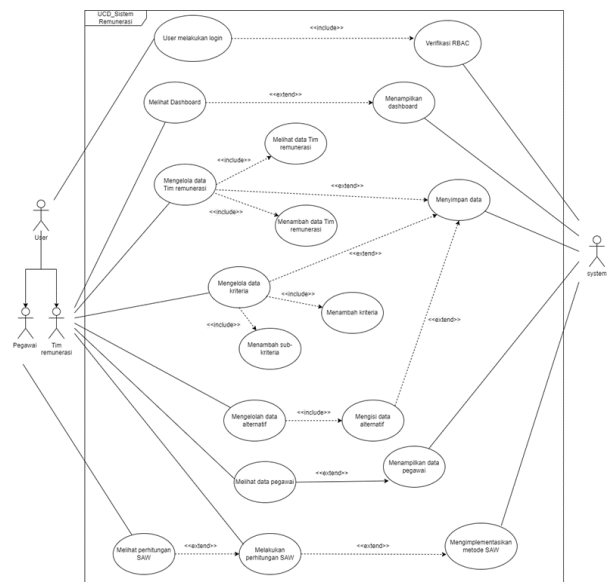 UCD_Sistem
Remunerasi
User melakukan login
<<include>>
Verifikasi RBAC
Melihat Dashboard
<<extend>>
Menampilkan
dashboard
Melihat data Tim
remunerasi
<<include>>
Mengelola data
Tim remunerasi
<<extend>>
Menyimpan data
<<include>>
Menambah data Tim
remunerasi
User
system
<<extend>>
Mengelola data
kriteria
<<include>>
Menambah kriteria
<<include>>
Menambah sub-
kriteria
<<extend>>
Pegawai
Tim
remunerasi
Mengelolah data
alternatif
<<include>>
Mengisi data
alternatif
Melihat data pegawai
<<extend>>
Menampilkan data
pegawai
Melihat perhitungan
SAW
<<extend>>
Melakukan
perhitungan SAW
<<extend>>
Mengimplementasikan
metode SAW